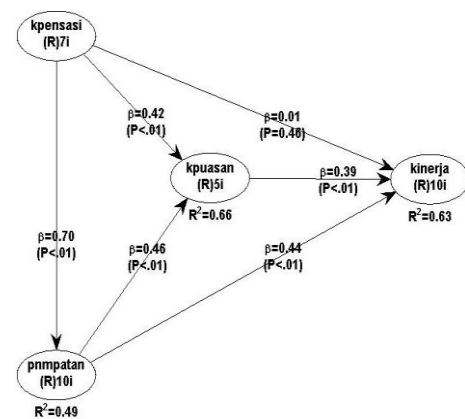 kpensasi
(R)7i
β=0.42
(P<.01)
β=0.01
(P=0.46)
kpuasan
(R)5i
R²=0.66
β=0.39
(P<.01)
kinerja
(R)10i
R²=0.63
β=0.70
(P<.01)
β=0.46
(P<.01)
β=0.44
(P<.01)
pnmpatan
(R)10i
R²=0.49